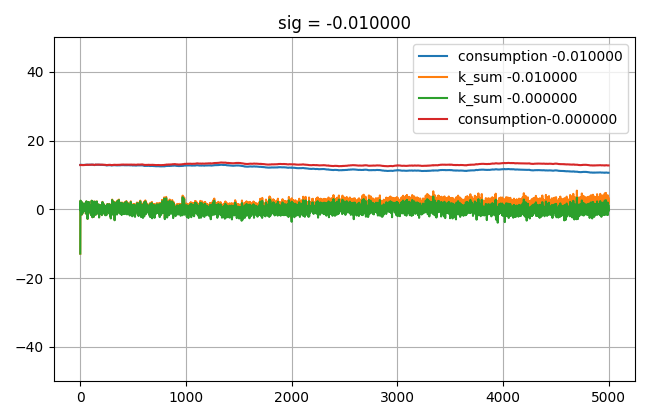 sig = -0.010000
consumption -0.010000
k_sum -0.010000
k_sum -0.000000
consumption-0.000000
40
20
0
−20
−40
0 1000 2000 3000 4000 5000